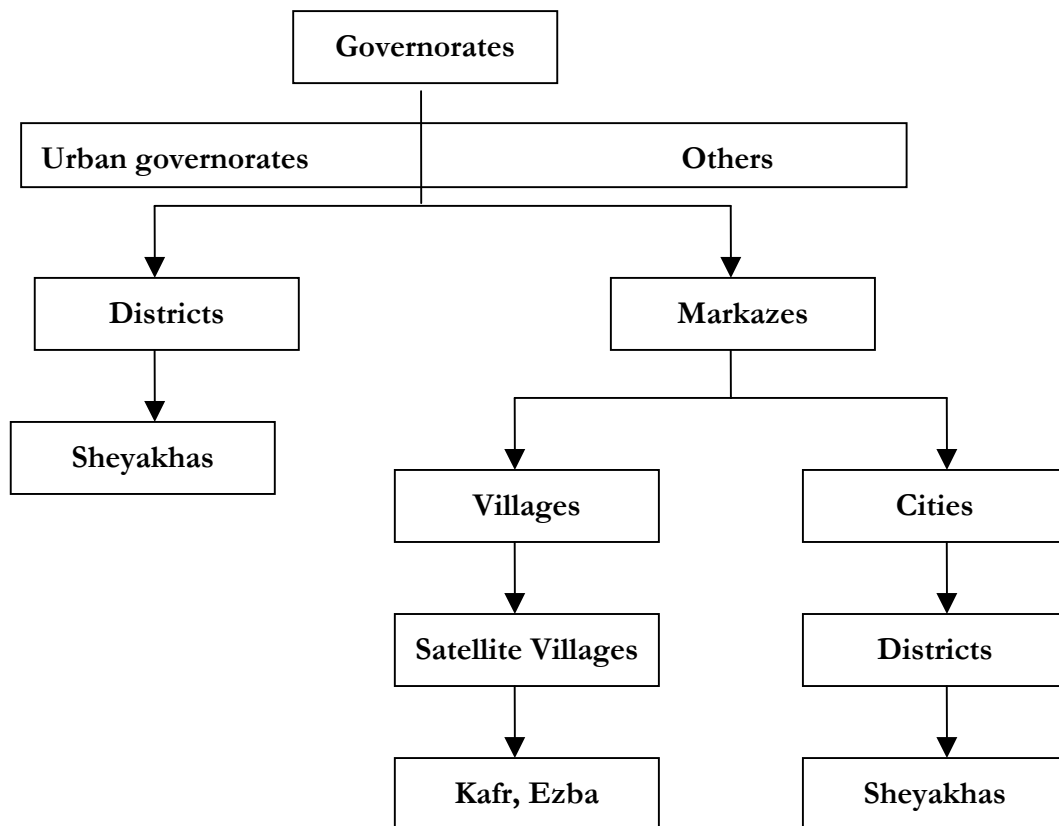 Governorates
Urban governorates
Others
Districts
Markazes
Sheyakhas
Villages
Cities
Satellite Villages
Districts
Kafr, Ezba
Sheyakhas